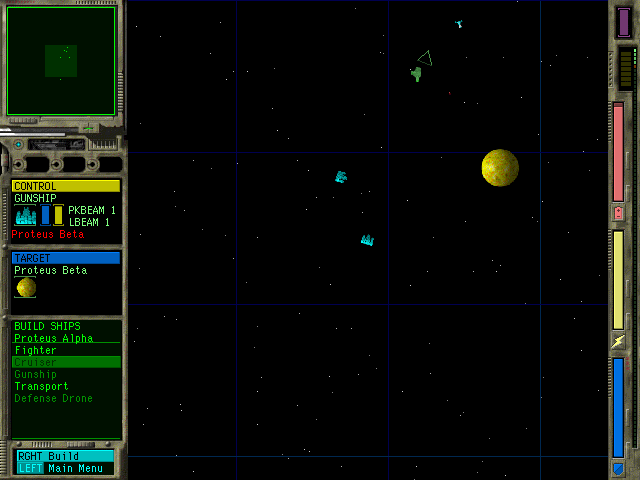 CONTROL
GUNSHIP
PKBEAM 1
LBEAM 1
Proteus Beta
TARGET
Proteus Beta
BUILD SHIPS
Proteus Alpha
Fighter
Cruiser
Gunship
Transport
Defense Drone
RGHT Build
LEFT Main Menu